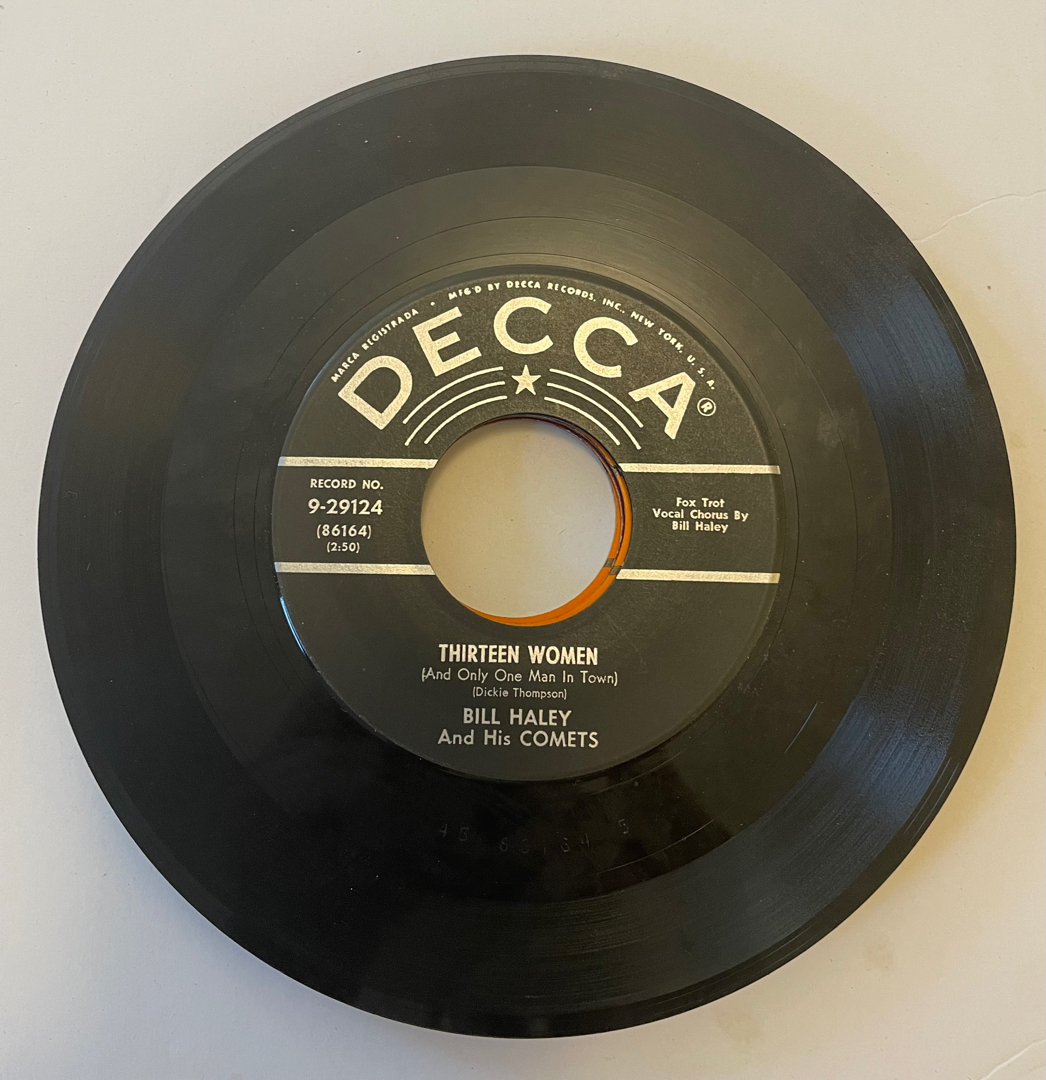 MARCA REGISTRADA • MFG'D BY DECCA RECORDS, INC., NEW YORK, U. S. A.
DECCA®
RECORD NO.
9-29124
(86164)
(2:50)
Fox Trot
Vocal Chorus By
Bill Haley
THIRTEEN WOMEN
(And Only One Man In Town)
(Dickie Thompson)
BILL HALEY
And His COMETS
86164 5